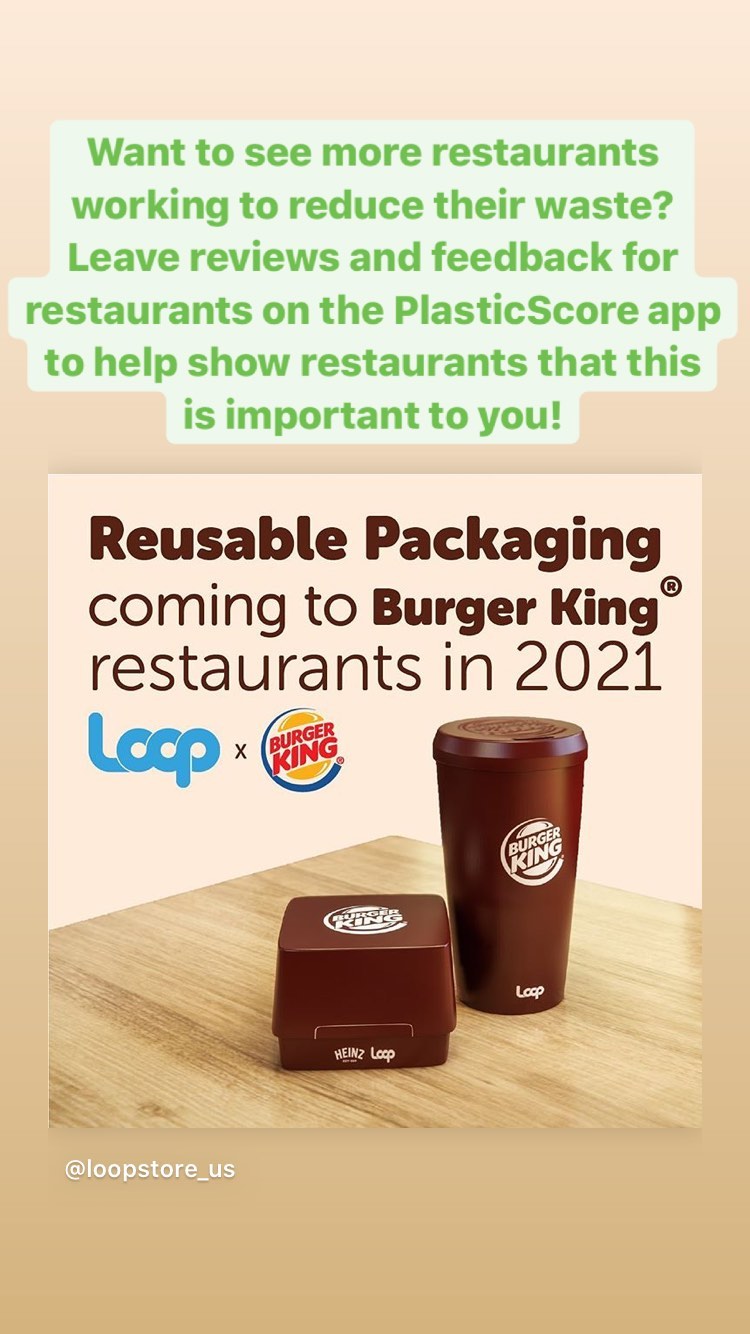 Want to see more restaurants
working to reduce their waste?
Leave reviews and feedback for
restaurants on the PlasticScore app
to help show restaurants that this
is important to you!
Reusable Packaging
coming to Burger King®
restaurants in 2021
Loop x BURGER KING®
BURGER
KING
Loop
BURGER
KING
HEINZ Loop
@loopstore_us